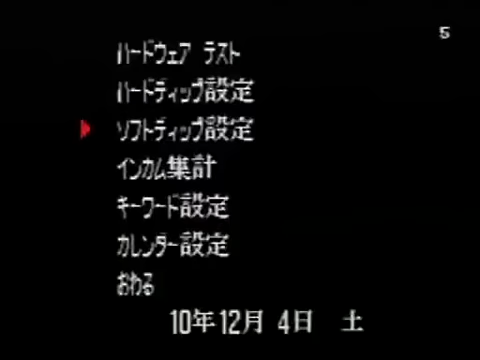 5
ハードウェア テスト
ハードディップ設定
ソフトディップ設定
インカム集計
キーワード設定
カレンダー設定
おわる
10年12月 4日 土